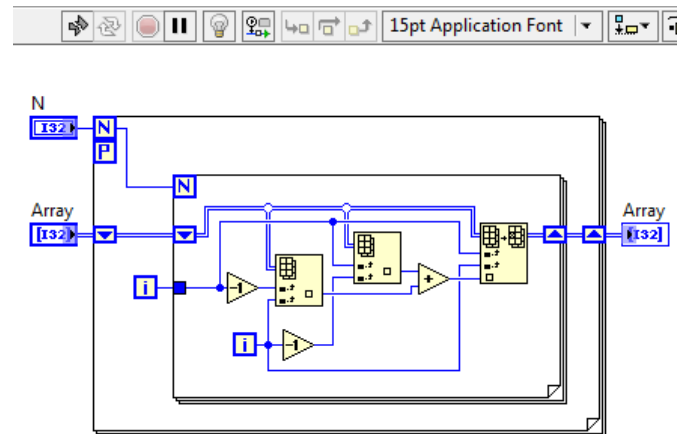 15pt Application Font
N
I32
N
P
N
Array
[I32]
Array
[I32]
i
-1
+
i
-1